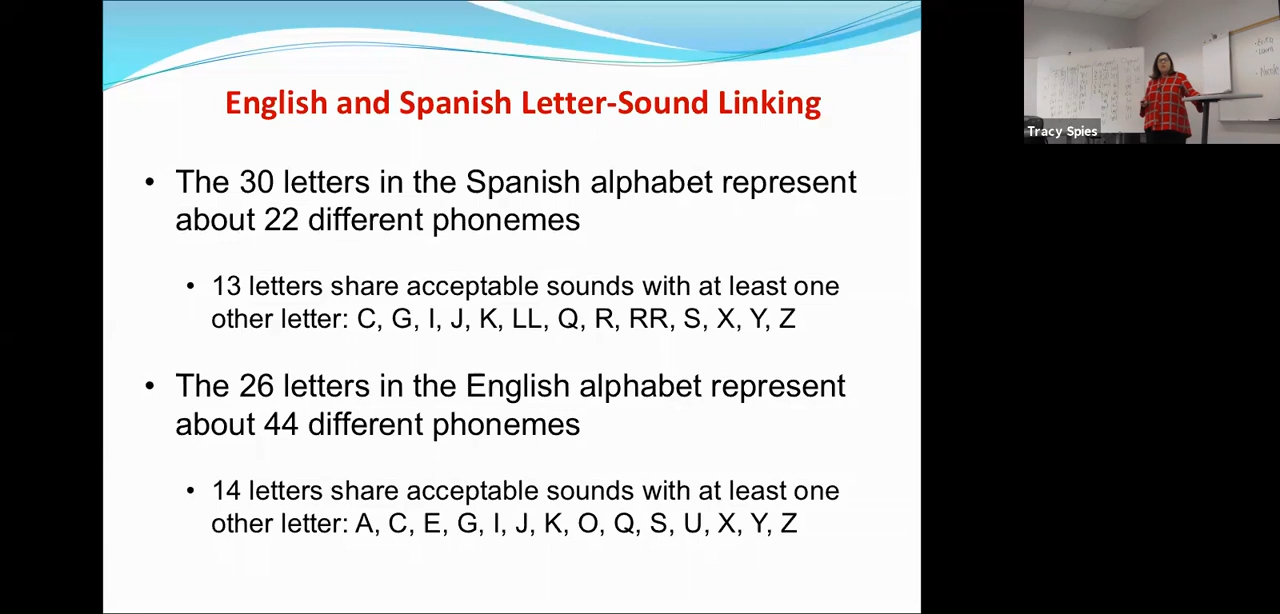 English and Spanish Letter-Sound Linking
• The 30 letters in the Spanish alphabet represent
about 22 different phonemes
• 13 letters share acceptable sounds with at least one
other letter: C, G, I, J, K, LL, Q, R, RR, S, X, Y, Z
• The 26 letters in the English alphabet represent
about 44 different phonemes
• 14 letters share acceptable sounds with at least one
other letter: A, C, E, G, I, J, K, O, Q, S, U, X, Y, Z
Tracy Spies